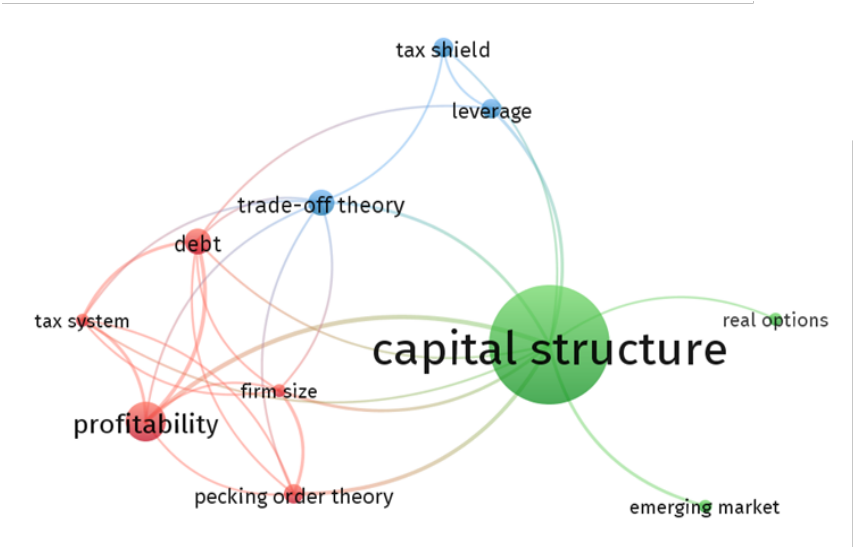 tax shield
leverage
trade-off theory
debt
tax system
real options
capital structure
firm size
profitability
pecking order theory
emerging market